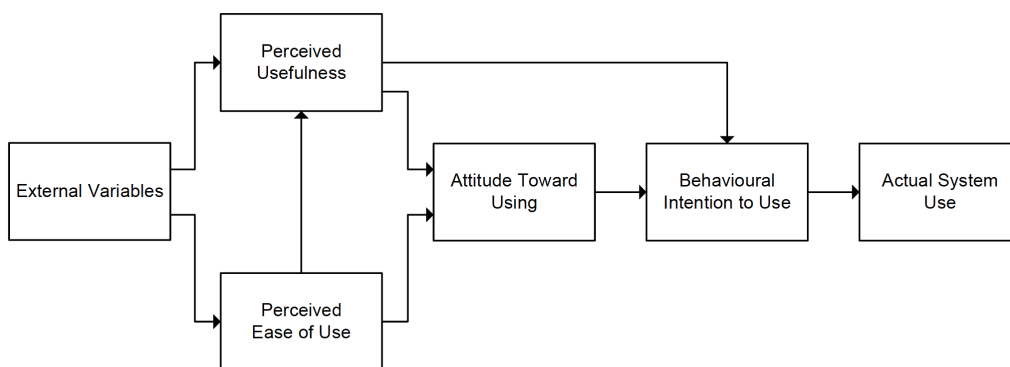 Perceived
Usefulness
External Variables
Attitude Toward
Using
Behavioural
Intention to Use
Actual System
Use
Perceived
Ease of Use